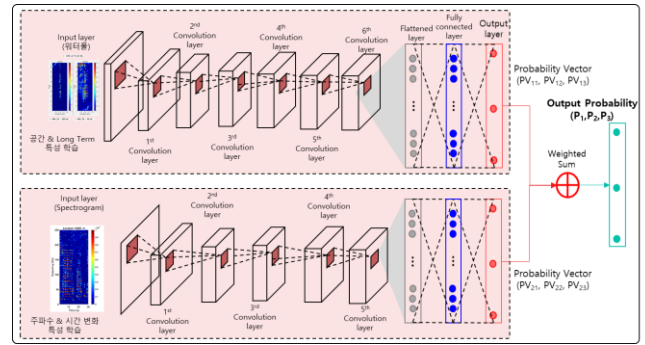 Input layer
(워터폴)
공간 & Long Term
특성 학습
1st
Convolution
layer
2nd
Convolution
layer
3rd
Convolution
layer
4th
Convolution
layer
5th
Convolution
layer
6th
Convolution
layer
Flattened
layer
Fully
connected
layer
Output
layer
Probability Vector
(PV11, PV12, PV13)
Output Probability
(P1,P2,P3)
Weighted
Sum
Input layer
(Spectrogram)
주파수 & 시간 변화
특성 학습
1st
Convolution
layer
2nd
Convolution
layer
3rd
Convolution
layer
4th
Convolution
layer
5th
Convolution
layer
Probability Vector
(PV21, PV22, PV23)